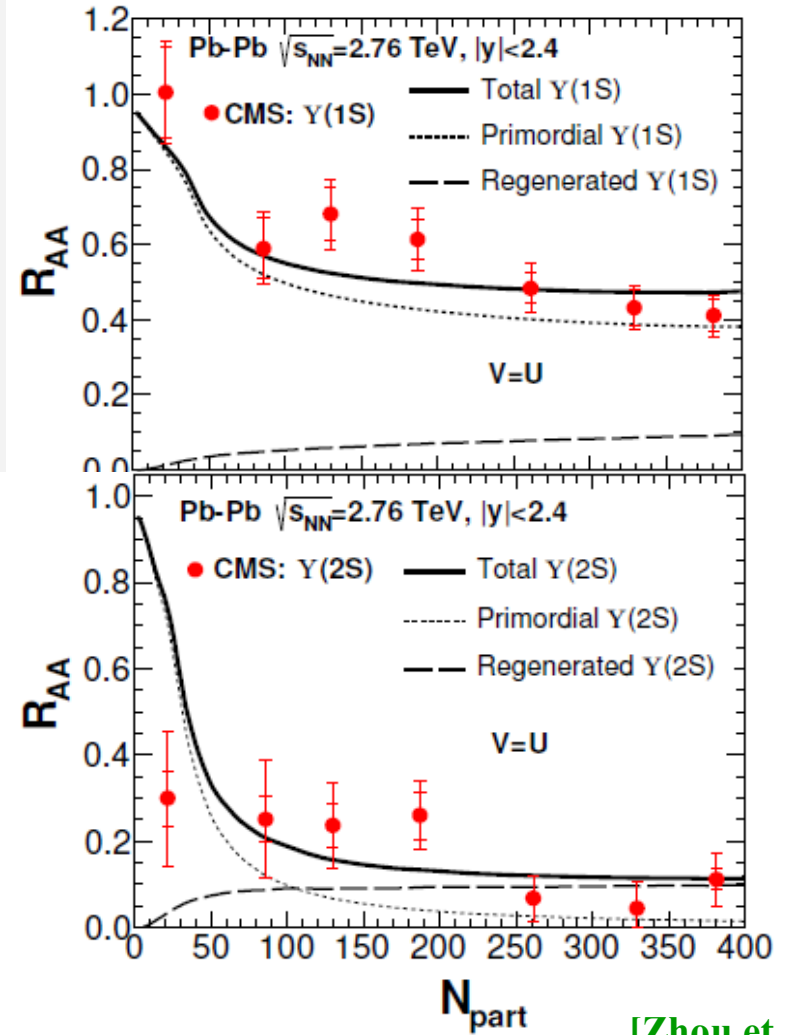 1.2
Pb-Pb √sNN=2.76 TeV, |y|<2.4
Total Υ(1S)
1.0
CMS: Υ(1S)
Primordial Υ(1S)
0.8
Regenerated Υ(1S)
RAA
0.6
0.4
V=U
0.2
0.0
1.0
Pb-Pb √sNN=2.76 TeV, |y|<2.4
CMS: Υ(2S)
Total Υ(2S)
0.8
Primordial Υ(2S)
Regenerated Υ(2S)
RAA
0.6
0.4
V=U
0.2
0.0
0 50 100 150 200 250 300 350 400
Npart
[Zhou et